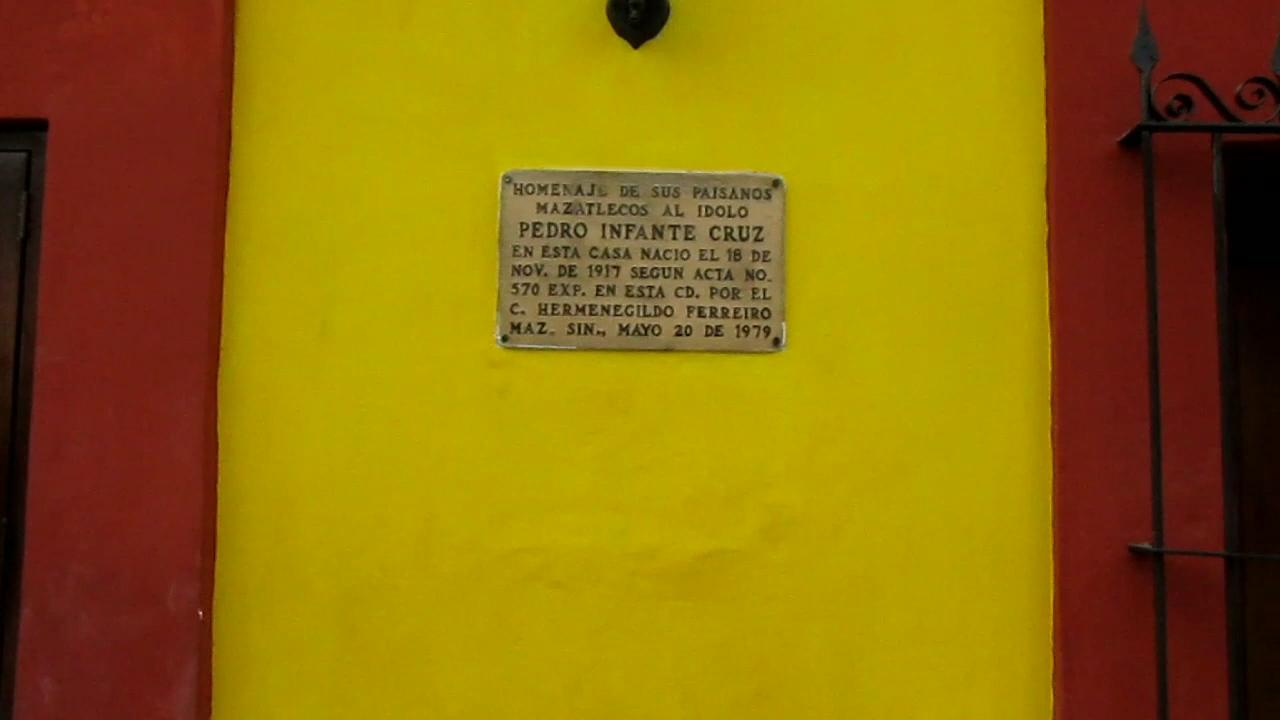 HOMENAJE DE SUS PAISANOS
MAZATLECOS AL IDOLO
PEDRO INFANTE CRUZ
EN ESTA CASA NACIO EL 18 DE
NOV. DE 1917 SEGUN ACTA NO.
570 EXP. EN ESTA CD. POR EL
C. HERMENEGILDO FERREIRO
MAZ. SIN., MAYO 20 DE 1979